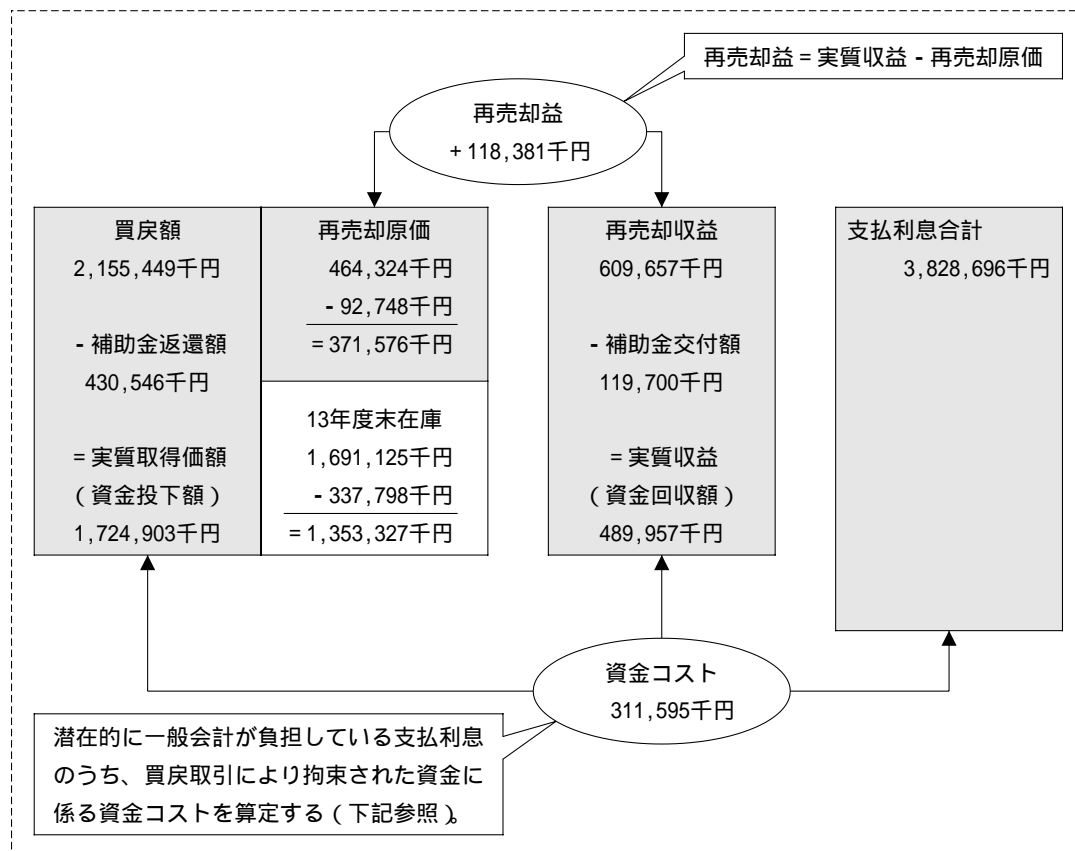 再売却益 = 実質収益 - 再売却原価
再売却益
+ 118,381千円
買戻額
2,155,449千円
- 補助金返還額
430,546千円
= 実質取得価額
(資金投下額)
1,724,903千円
再売却原価
464,324千円
- 92,748千円
= 371,576千円
13年度末在庫
1,691,125千円
- 337,798千円
= 1,353,327千円
再売却収益
609,657千円
- 補助金交付額
119,700千円
= 実質収益
(資金回収額)
489,957千円
支払利息合計
3,828,696千円
資金コスト
311,595千円
潜在的に一般会計が負担している支払利息
のうち、買戻取引により拘束された資金に
係る資金コストを算定する(下記参照)。